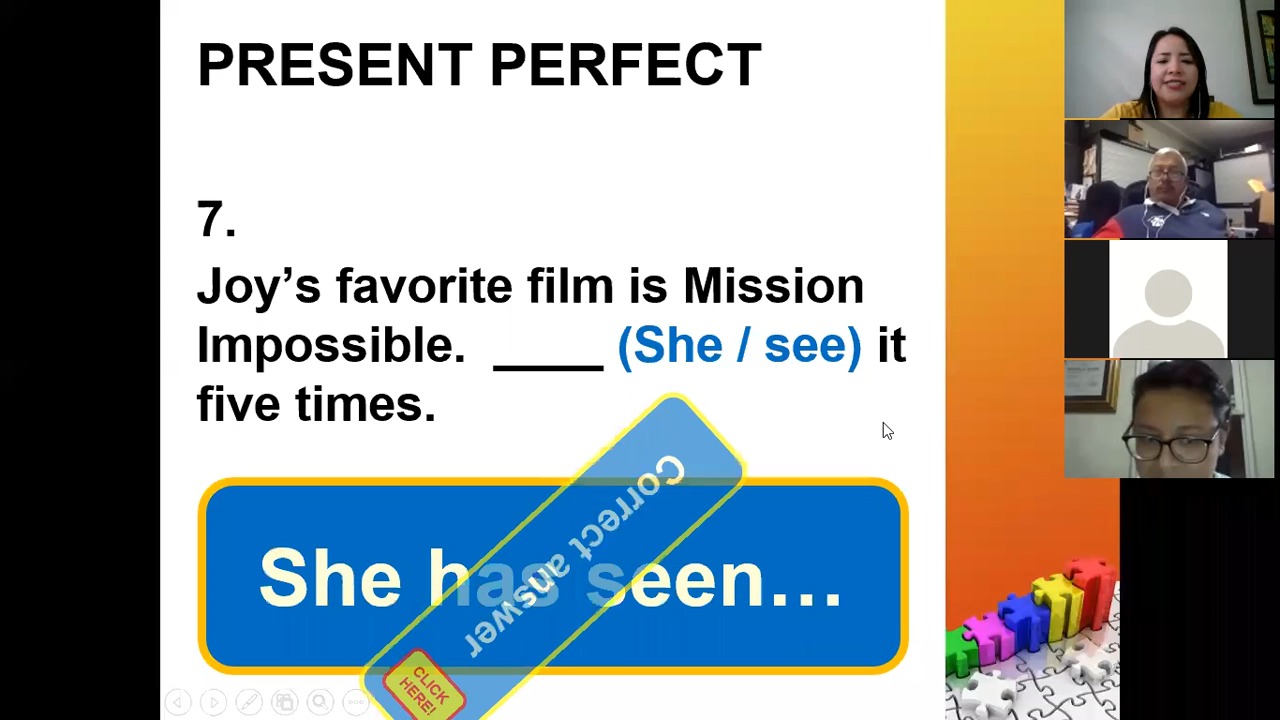 PRESENT PERFECT
7.
Joy’s favorite film is Mission
Impossible. ____ (She / see) it
five times.
Correct answer
She has seen...
CLICK
HERE!